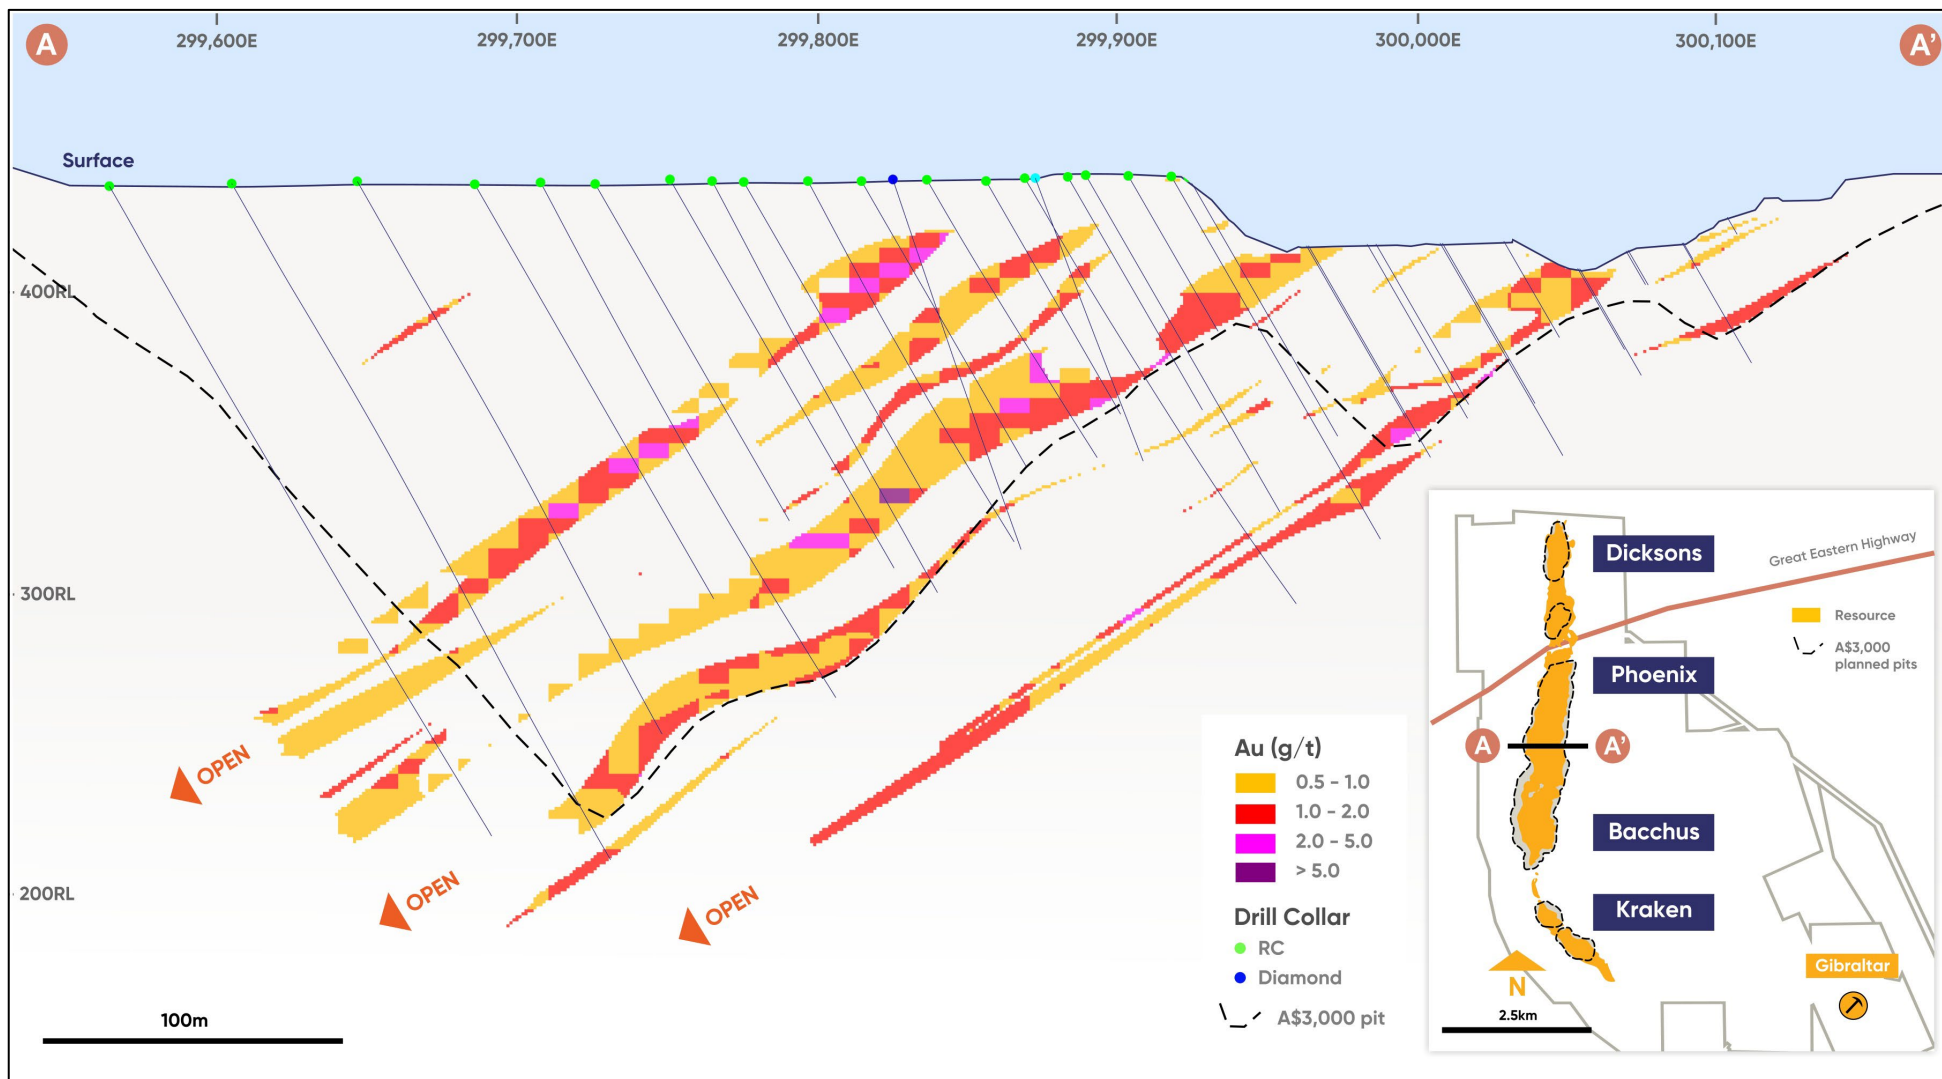 A
299,600E
299,700E
299,800E
299,900E
300,000E
300,100E
A'
Surface
400RL
300RL
200RL
OPEN
OPEN
OPEN
100m
Au (g/t)
0.5 - 1.0
1.0 - 2.0
2.0 - 5.0
> 5.0
Drill Collar
RC
Diamond
A$3,000 pit
Dicksons
Great Eastern Highway
Resource
A$3,000
planned pits
Phoenix
A
A'
Bacchus
Kraken
Gibraltar
N
2.5km